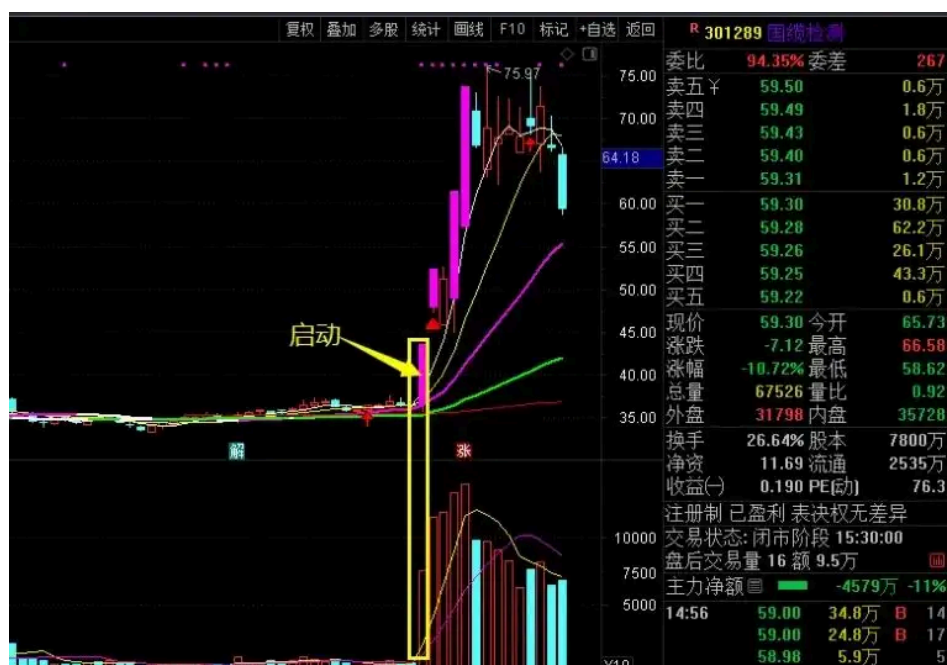 复权 叠加 多股 统计 画线 F10 标记 +自选 返回
R 301289 国缆检测
委比 94.35% 委差 267
卖五 ¥ 59.50 0.6万
卖四 59.49 1.8万
卖三 59.43 0.6万
卖二 59.40 0.6万
卖一 59.31 1.2万
买一 59.30 30.8万
买二 59.28 62.2万
买三 59.26 26.1万
买四 59.25 43.3万
买五 59.22 0.6万
现价 59.30 今开 65.73
涨跌 -7.12 最高 66.58
涨幅 -10.72% 最低 58.62
总量 67526 量比 0.92
外盘 31798 内盘 35728
换手 26.64% 股本 7800万
净资 11.69 流通 2535万
收益(一) 0.190 PE(动) 76.3
注册制 已盈利 表决权无差异
交易状态: 闭市阶段 15:30:00
盘后交易量 16 额 9.5万
主力净额 -4579万 -11%
14:56 59.00 34.8万 B 14
59.00 24.8万 B 17
58.98 5.9万 5
75.97
75.00
70.00
64.18
60.00
55.00
50.00
45.00
40.00
35.00
启动
解
涨
10000
7500
5000
X10